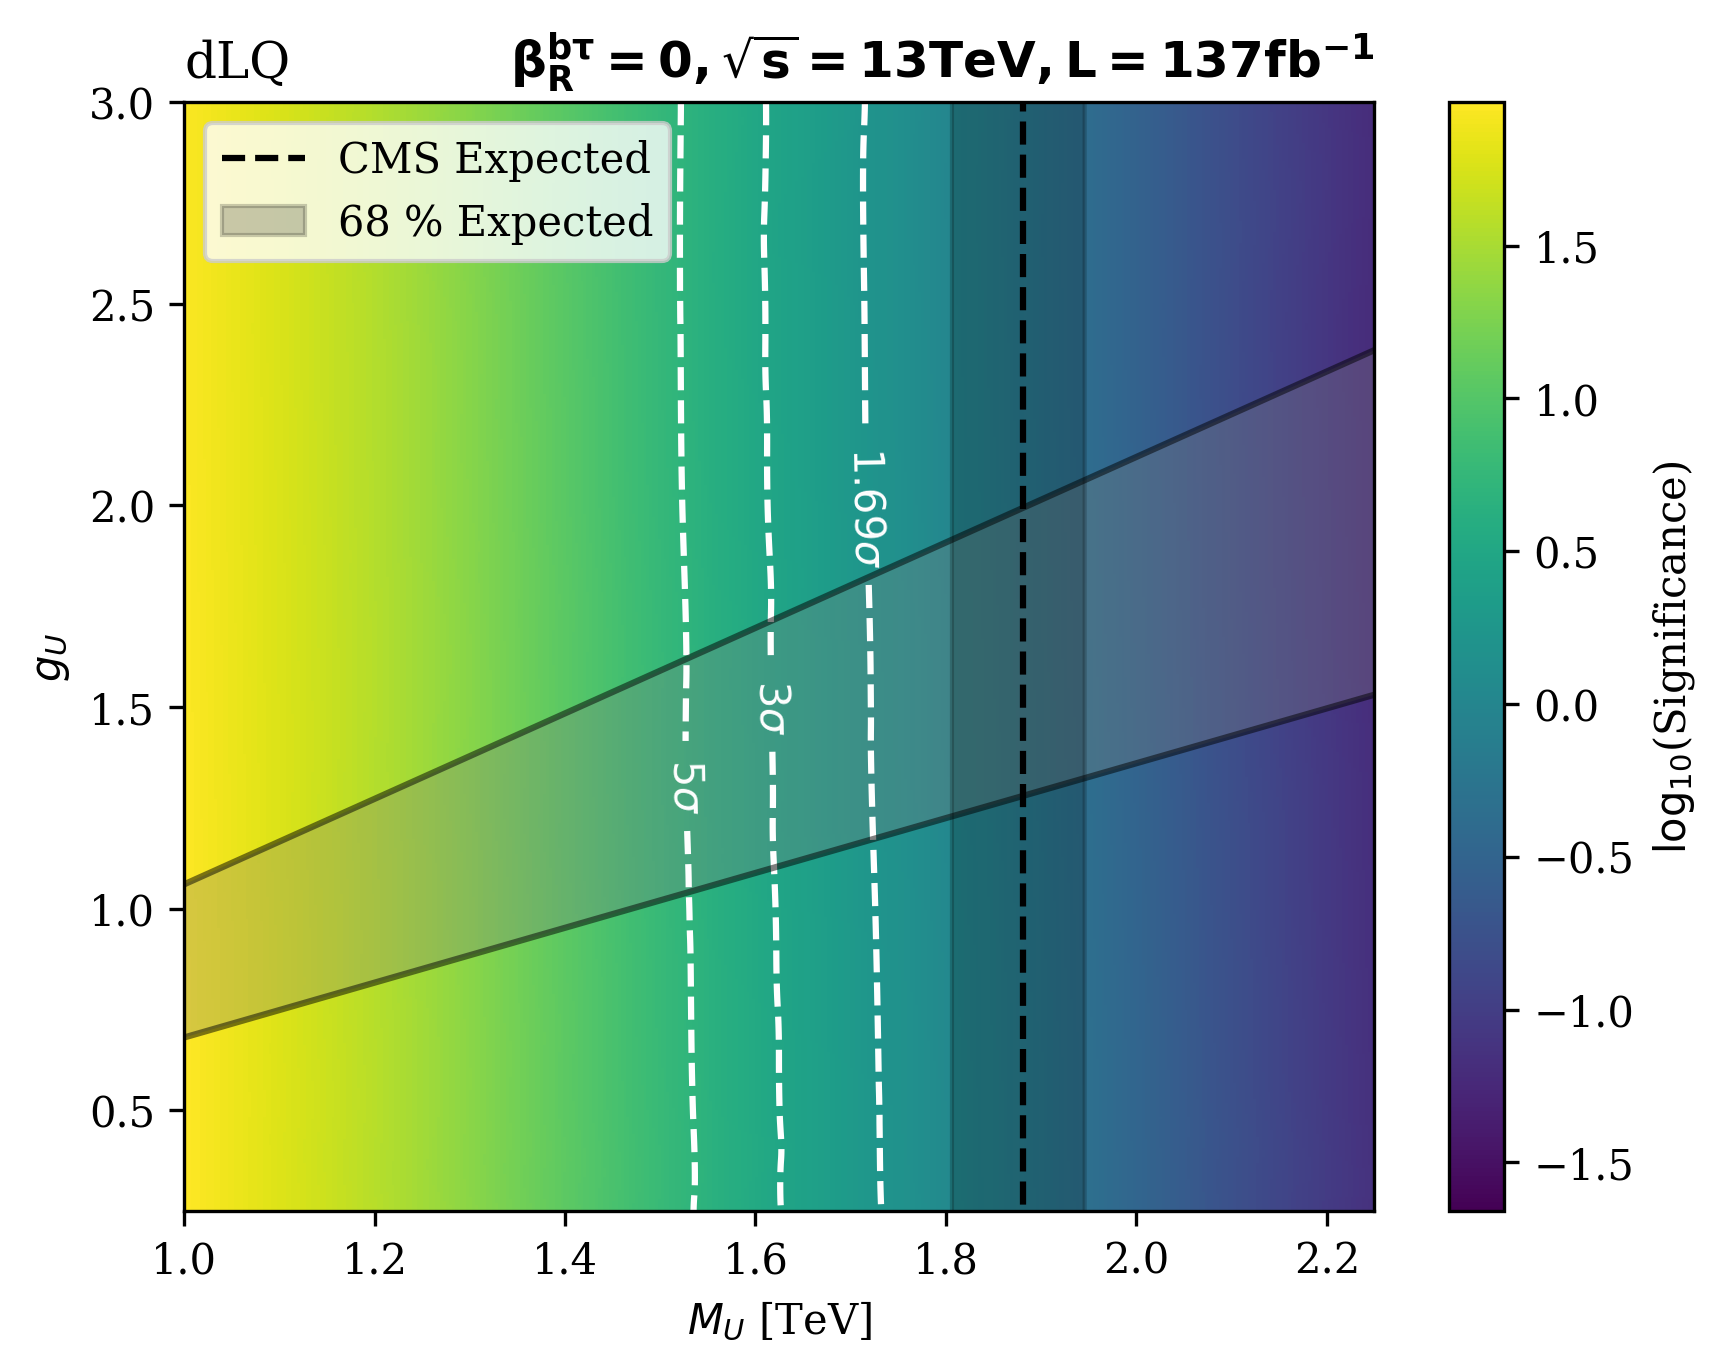 dLQ
β_R^{bτ} = 0, √s = 13TeV, L = 137fb⁻¹
CMS Expected
68 % Expected
3.0
2.5
2.0
1.5
1.0
0.5
g_U
1.69σ
3σ
5σ
1.0 1.2 1.4 1.6 1.8 2.0 2.2
M_U [TeV]
1.5
1.0
0.5
0.0
−0.5
−1.0
−1.5
log₁₀(Significance)